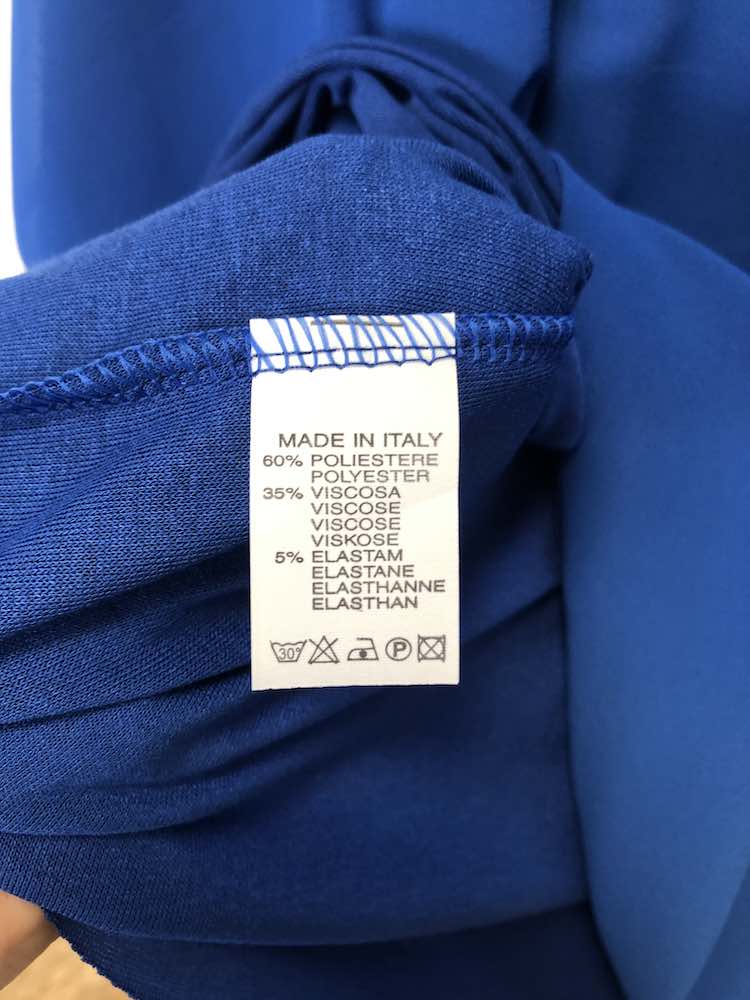 MADE IN ITALY
60% POLIESTERE
POLYESTER
35% VISCOSA
VISCOSE
VISCOSE
VISKOSE
5% ELASTAM
ELASTANE
ELASTHANNE
ELASTHAN
30° P